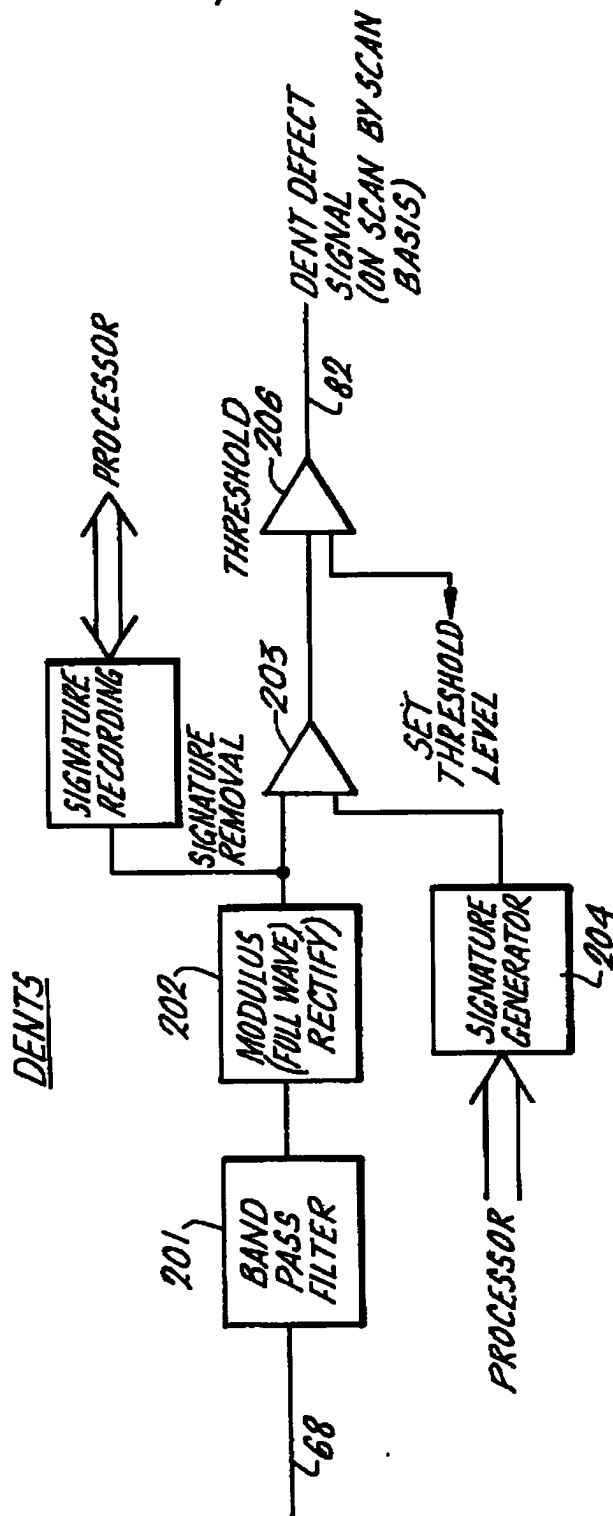 DENTS
68
201
BAND
PASS
FILTER
202
MODULUS
(FULL WAVE)
RECTIFY
SIGNATURE
RECORDING
PROCESSOR
SIGNATURE
REMOVAL
203
PROCESSOR
SIGNATURE
GENERATOR
204
THRESHOLD
206
SET
THRESHOLD
LEVEL
82
DENT DEFECT
SIGNAL
(ON SCAN BY SCAN
BASIS)